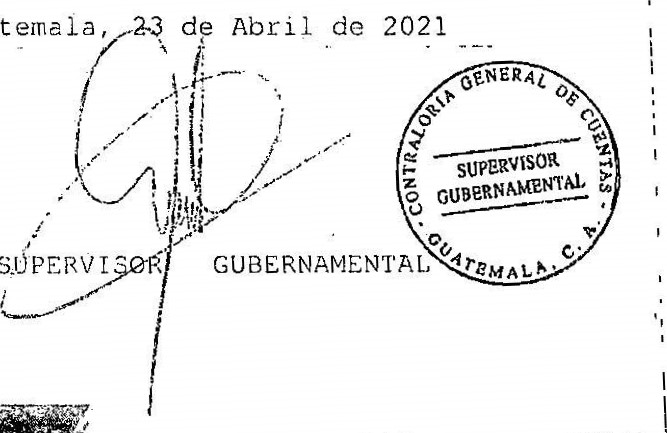 temala, 23 de Abril de 2021
CONTRALORIA GENERAL DE CUENTAS
SUPERVISOR
GUBERNAMENTAL
- GUATEMALA, C. A. -
SUPERVISOR GUBERNAMENTAL